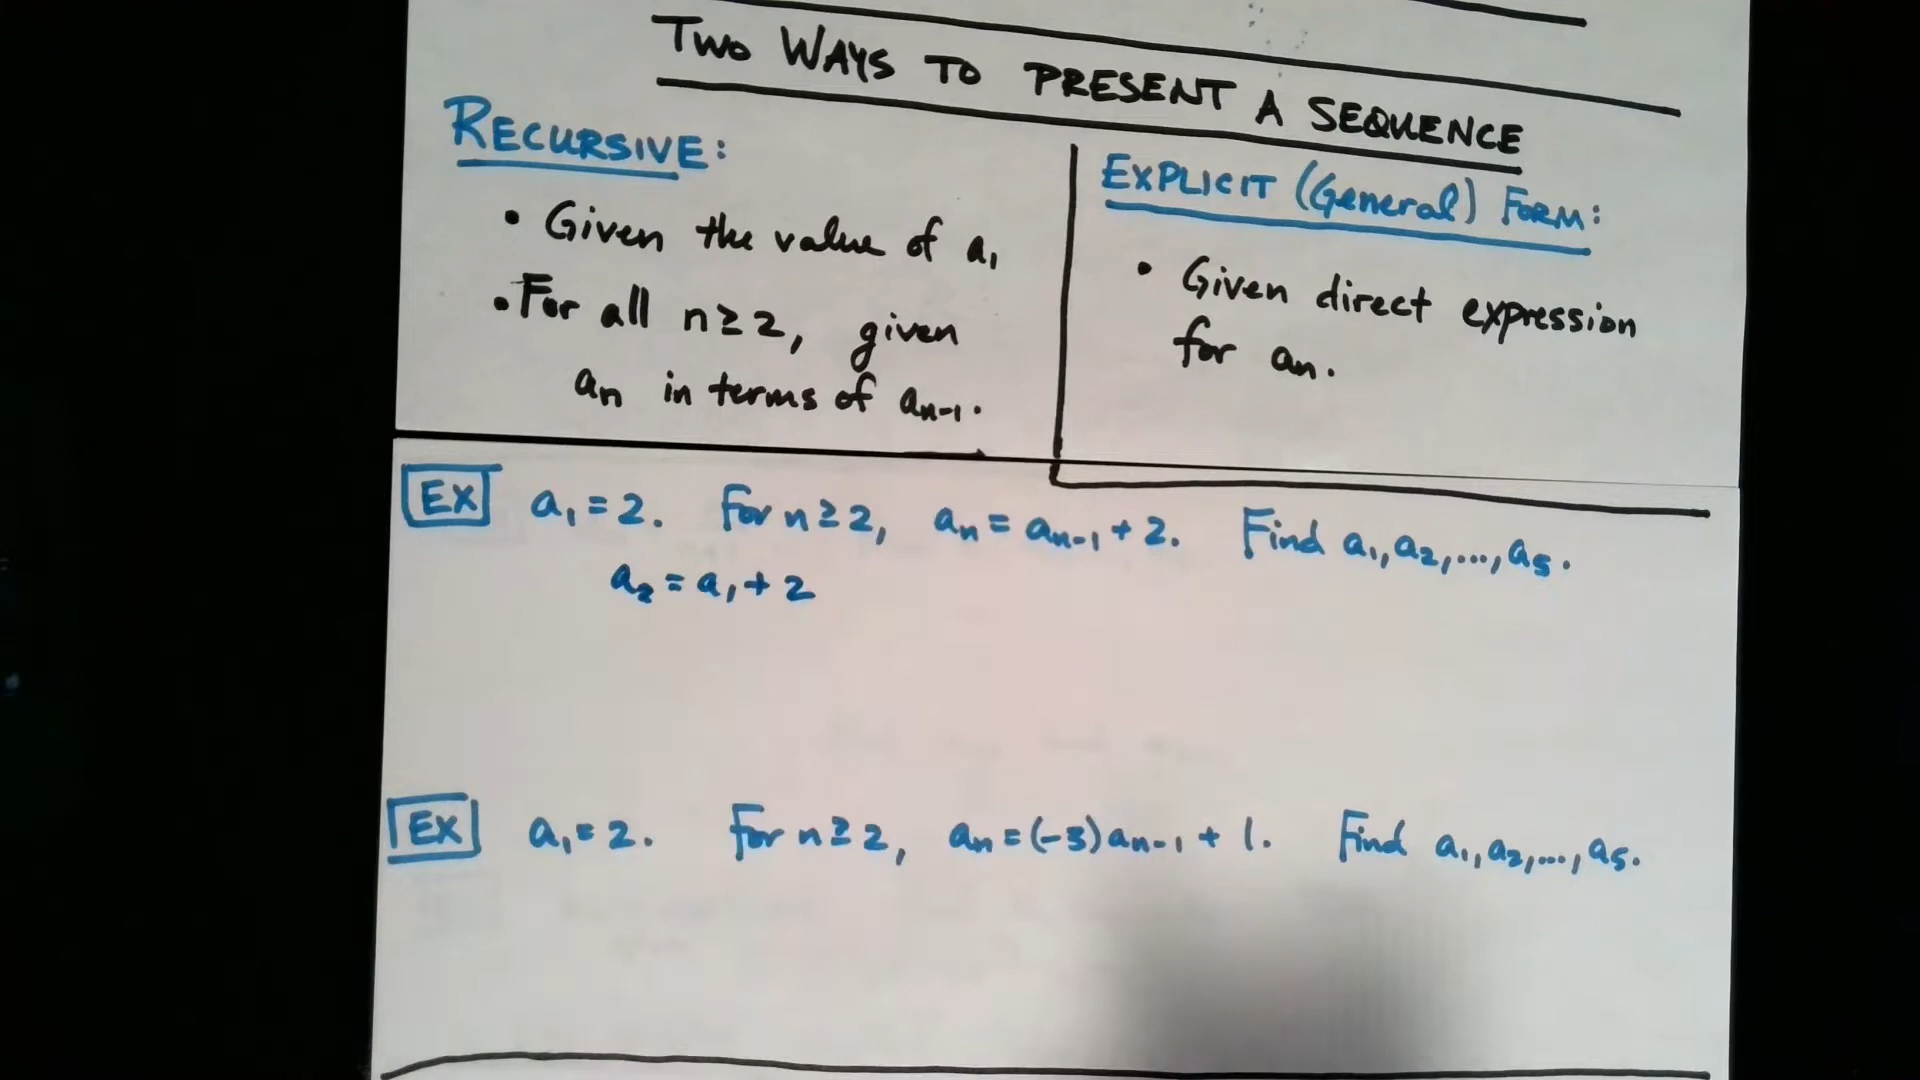 TWO WAYS TO PRESENT A SEQUENCE
RECURSIVE:
• Given the value of a₁
• For all n ≥ 2, given
aₙ in terms of aₙ₋₁.
EXPLICIT (General) FORM:
• Given direct expression
for aₙ.
EX a₁ = 2. For n ≥ 2, aₙ = aₙ₋₁ + 2. Find a₁, a₂, ..., a₅.
a₂ = a₁ + 2
EX a₁ = 2. For n ≥ 2, aₙ = (-3)aₙ₋₁ + 1. Find a₁, a₂, ..., a₅.